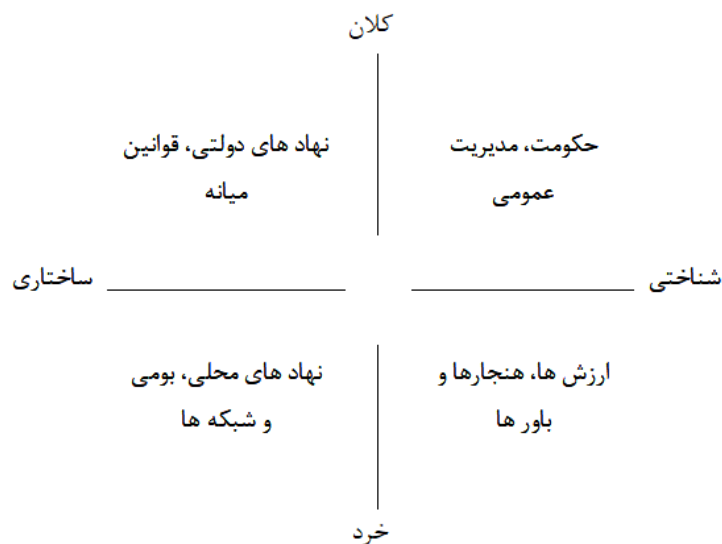 کلان
حکومت، مدیریت
عمومی
نهاد های دولتی، قوانین
میانه
شناختی
ساختاری
ارزش ها، هنجارها و
باور ها
نهاد های محلی، بومی
و شبکه ها
خرد